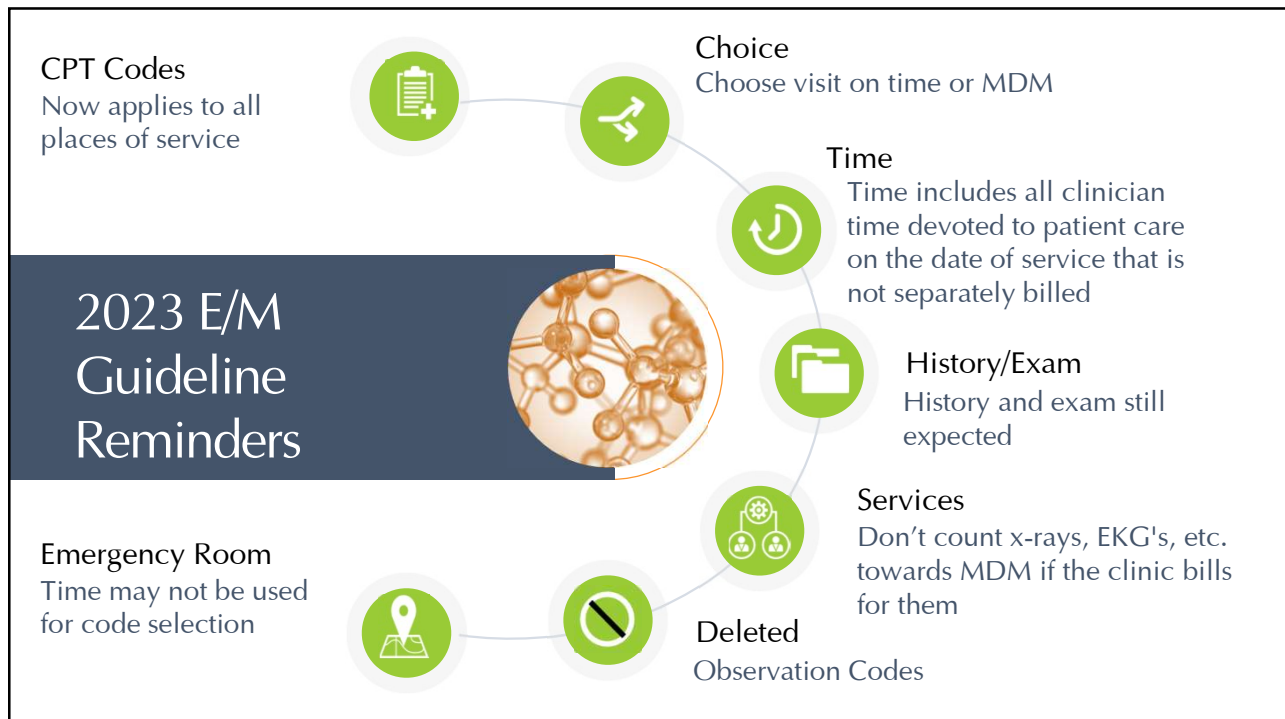 CPT Codes
Now applies to all
places of service
Choice
Choose visit on time or MDM
Time
Time includes all clinician
time devoted to patient care
on the date of service that is
not separately billed
2023 E/M
Guideline
Reminders
History/Exam
History and exam still
expected
Services
Don’t count x-rays, EKG's, etc.
towards MDM if the clinic bills
for them
Deleted
Observation Codes
Emergency Room
Time may not be used
for code selection